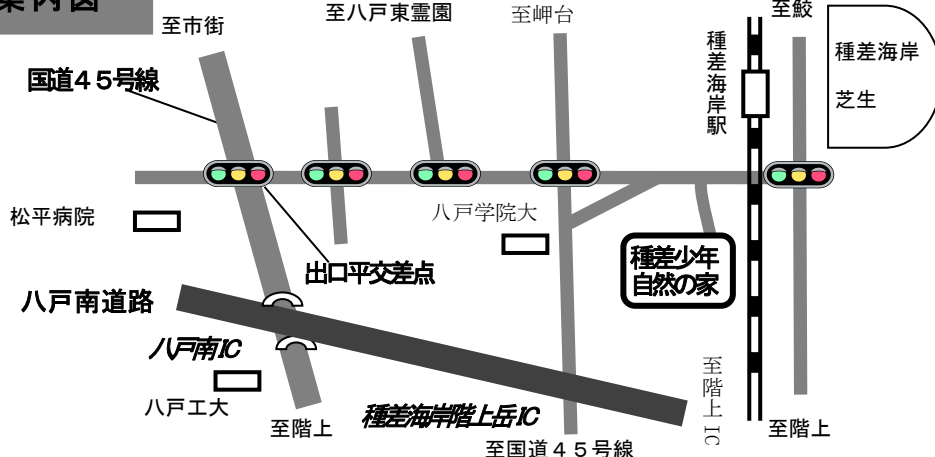 案内図
至市街
至八戸東霊園
至岬台
至鮫
種差海岸駅
種差海岸
芝生
国道45号線
松平病院
八戸学院大
出口平交差点
種差少年
自然の家
八戸南道路
八戸南IC
八戸工大
至階上
種差海岸階上岳IC
至階上IC
至国道45号線
至階上